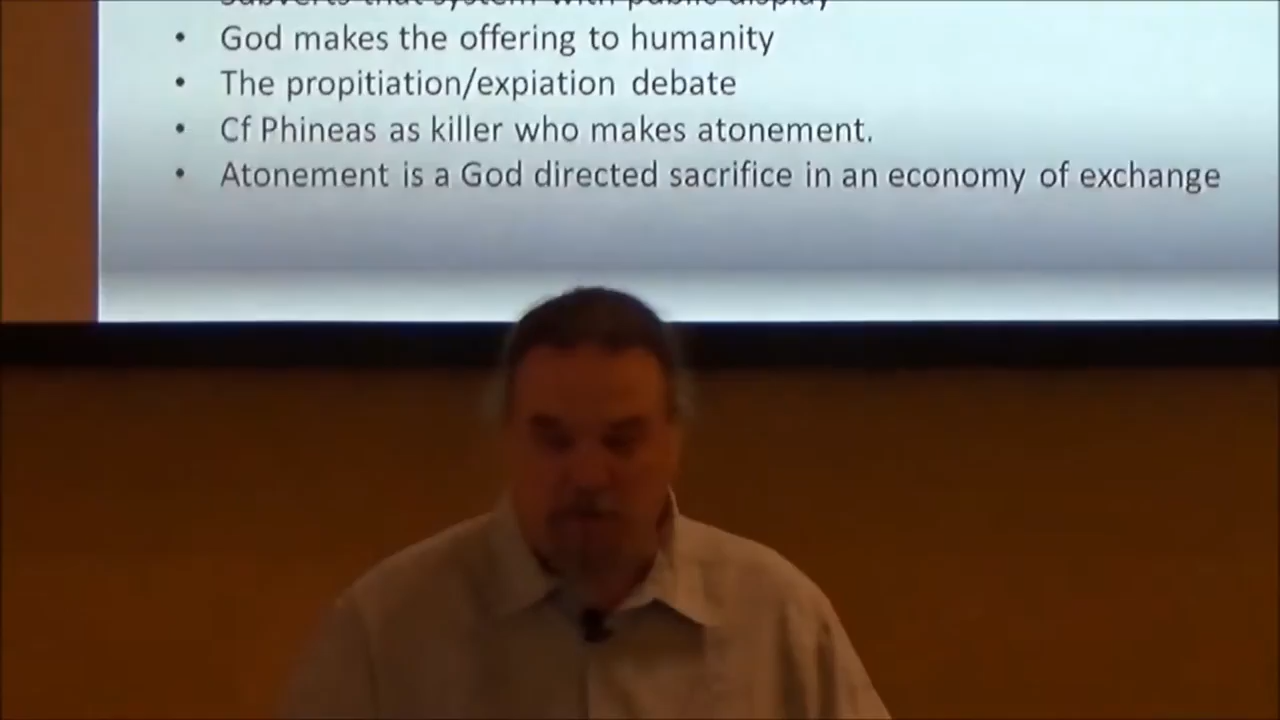 Subverts that system with public display
• God makes the offering to humanity
• The propitiation/expiation debate
• Cf Phineas as killer who makes atonement.
• Atonement is a God directed sacrifice in an economy of exchange